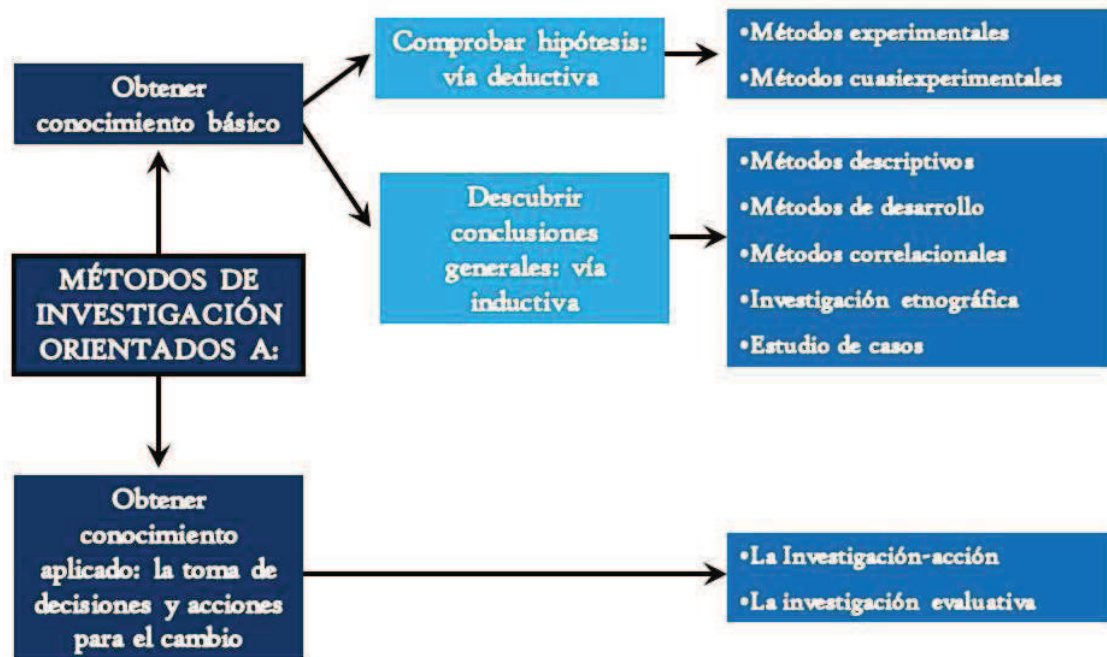 MÉTODOS DE
INVESTIGACIÓN
ORIENTADOS A:
Obtener
conocimiento básico
Comprobar hipótesis:
vía deductiva
•Métodos experimentales
•Métodos cuasiexperimentales
Descubrir
conclusiones
generales: vía
inductiva
•Métodos descriptivos
•Métodos de desarrollo
•Métodos correlacionales
•Investigación etnográfica
•Estudio de casos
Obtener
conocimiento
aplicado: la toma de
decisiones y acciones
para el cambio
•La Investigación-acción
•La investigación evaluativa